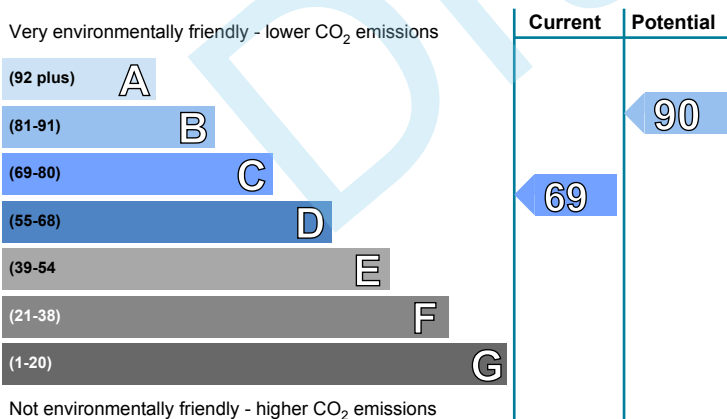 Current Potential
Very environmentally friendly - lower CO2 emissions
(92 plus) A
(81-91) B
90
(69-80) C
69
(55-68) D
(39-54 E
(21-38) F
(1-20) G
Not environmentally friendly - higher CO2 emissions